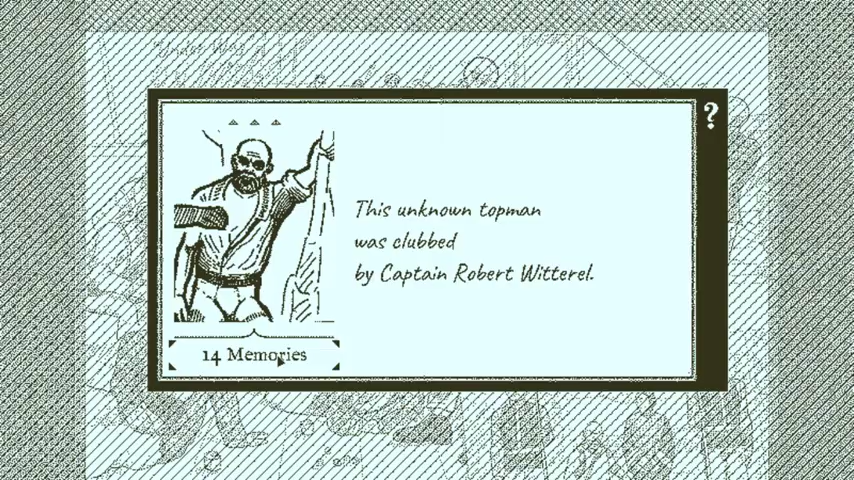 ?
This unknown topman
was clubbed
by Captain Robert Witterel.
14 Memories